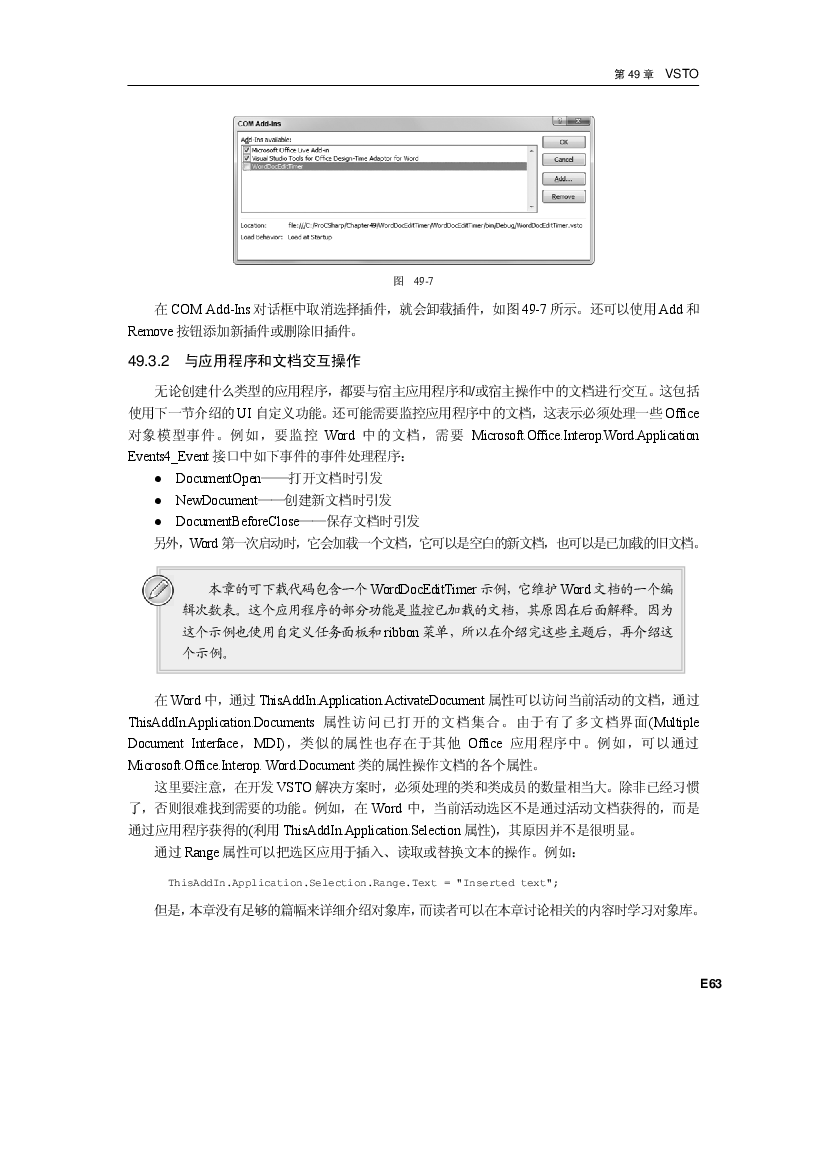 第 49 章 VSTO
COM Add-Ins
Add-Ins available:
Microsoft Office Live Add-in
Visual Studio Tools for Office Design-Time Adaptor for Word
WordDocEditTimer
OK
Cancel
Add...
Remove
Location: file:///C:/ProCSharp/Chapter49/WordDocEditTimer/WordDocEditTimer/bin/Debug/WordDocEditTimer.vsto
Load Behavior: Load at Startup
图 49-7
在 COM Add-Ins 对话框中取消选择插件，就会卸载插件，如图 49-7 所示。还可以使用 Add 和
Remove 按钮添加新插件或删除旧插件。
49.3.2 与应用程序和文档交互操作
无论创建什么类型的应用程序，都要与宿主应用程序和/或宿主操作中的文档进行交互。这包括
使用下一节介绍的 UI 自定义功能。还可能需要监控应用程序中的文档，这表示必须处理一些 Office
对象模型事件。例如，要监控 Word 中的文档，需要 Microsoft.Office.Interop.Word.Application
Events4_Event 接口中如下事件的事件处理程序：
● DocumentOpen——打开文档时引发
● NewDocument——创建新文档时引发
● DocumentBeforeClose——保存文档时引发
另外，Word 第一次启动时，它会加载一个文档，它可以是空白的新文档，也可以是已加载的旧文档。
本章的可下载代码包含一个 WordDocEditTimer 示例，它维护 Word 文档的一个编
辑次数表。这个应用程序的部分功能是监控已加载的文档，其原因在后面解释。因为
这个示例也使用自定义任务面板和 ribbon 菜单，所以在介绍完这些主题后，再介绍这
个示例。
在 Word 中，通过 ThisAddIn.Application.ActivateDocument 属性可以访问当前活动的文档，通过
ThisAddIn.Application.Documents 属性访问已打开的文档集合。由于有了多文档界面(Multiple
Document Interface，MDI)，类似的属性也存在于其他 Office 应用程序中。例如，可以通过
Microsoft.Office.Interop. Word.Document 类的属性操作文档的各个属性。
这里要注意，在开发 VSTO 解决方案时，必须处理的类和类成员的数量相当大。除非已经习惯
了，否则很难找到需要的功能。例如，在 Word 中，当前活动选区不是通过活动文档获得的，而是
通过应用程序获得的(利用 ThisAddIn.Application.Selection 属性)，其原因并不是很明显。
通过 Range 属性可以把选区应用于插入、读取或替换文本的操作。例如：
ThisAddIn.Application.Selection.Range.Text = "Inserted text";
但是，本章没有足够的篇幅来详细介绍对象库，而读者可以在本章讨论相关的内容时学习对象库。
E63